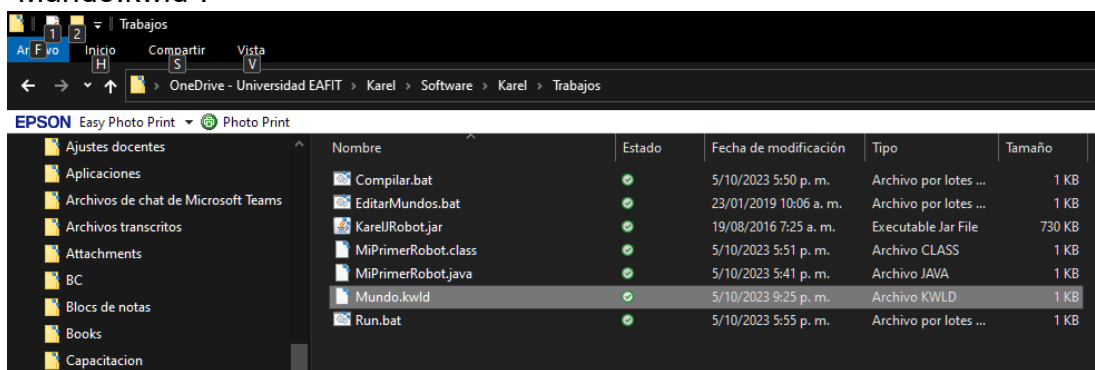 Mundo.kwld".
Trabajos
1 2
Archivo Inicio Compartir Vista
F H S V
OneDrive - Universidad EAFIT > Karel > Software > Karel > Trabajos
EPSON Easy Photo Print Photo Print
Ajustes docentes
Aplicaciones
Archivos de chat de Microsoft Teams
Archivos transcritos
Attachments
BC
Blocs de notas
Books
Capacitacion
Nombre Estado Fecha de modificación Tipo Tamaño
Compilar.bat 5/10/2023 5:50 p. m. Archivo por lotes ... 1 KB
EditarMundos.bat 23/01/2019 10:06 a. m. Archivo por lotes ... 1 KB
KarelJRobot.jar 19/08/2016 7:25 a. m. Executable Jar File 730 KB
MiPrimerRobot.class 5/10/2023 5:51 p. m. Archivo CLASS 1 KB
MiPrimerRobot.java 5/10/2023 5:41 p. m. Archivo JAVA 1 KB
Mundo.kwld 5/10/2023 9:25 p. m. Archivo KWLD 1 KB
Run.bat 5/10/2023 5:55 p. m. Archivo por lotes ... 1 KB